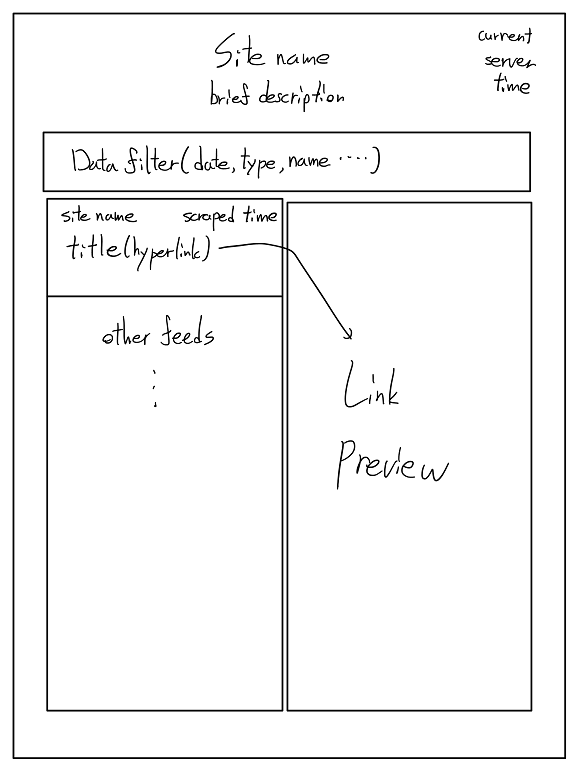 Site name
brief description
current
server
time
Data filter(date, type, name ····)
site name scraped time
title(hyperlink)
other feeds
Link
Preview